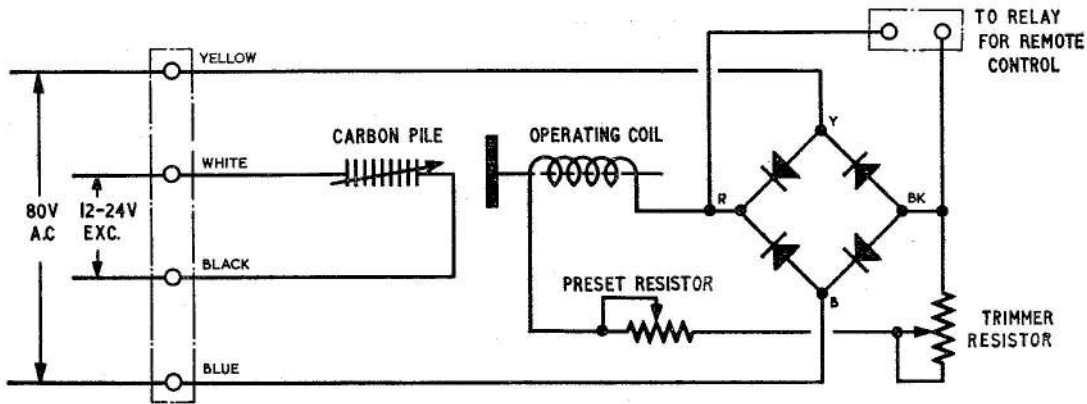 TO RELAY
FOR REMOTE
CONTROL
YELLOW
Y
CARBON PILE
OPERATING COIL
WHITE
80V
A.C
12-24V
EXC.
R
BK
BLACK
PRESET RESISTOR
B
TRIMMER
RESISTOR
BLUE